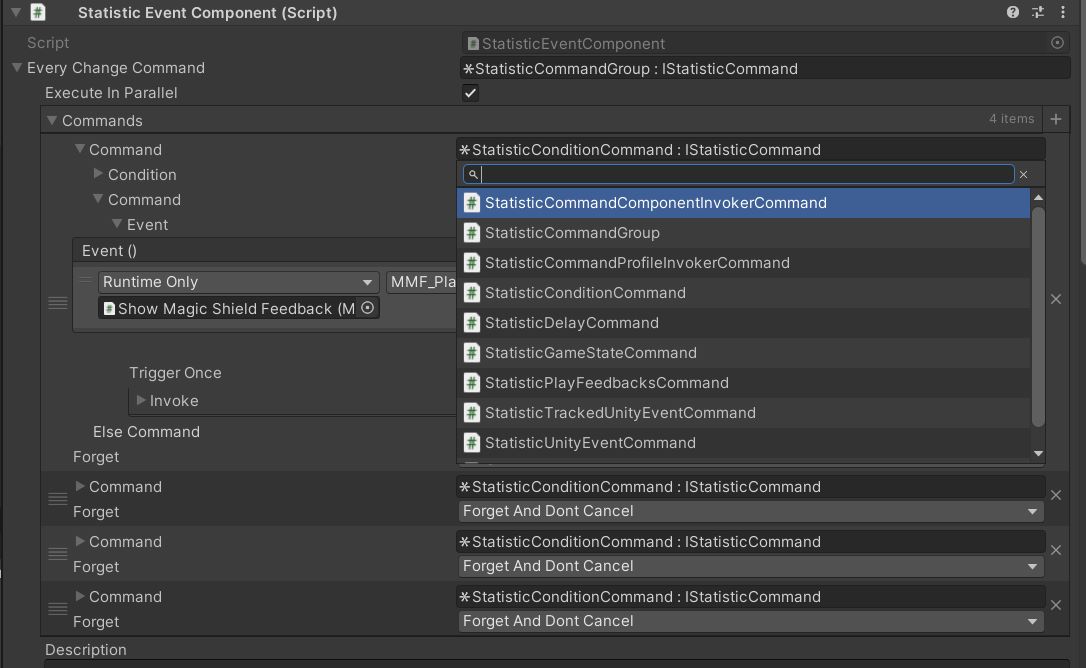 Statistic Event Component (Script)
Script
StatisticEventComponent
Every Change Command
StatisticCommandGroup : IStatisticCommand
Execute In Parallel
Commands
4 items
Command
StatisticConditionCommand : IStatisticCommand
Condition
Command
Event
Event ()
Runtime Only
MMF_Pla
Show Magic Shield Feedback (M
Trigger Once
Invoke
Else Command
Forget
StatisticCommandComponentInvokerCommand
StatisticCommandGroup
StatisticCommandProfileInvokerCommand
StatisticConditionCommand
StatisticDelayCommand
StatisticGameStateCommand
StatisticPlayFeedbacksCommand
StatisticTrackedUnityEventCommand
StatisticUnityEventCommand
Command
StatisticConditionCommand : IStatisticCommand
Forget
Forget And Dont Cancel
Command
StatisticConditionCommand : IStatisticCommand
Forget
Forget And Dont Cancel
Command
StatisticConditionCommand : IStatisticCommand
Forget
Forget And Dont Cancel
Description